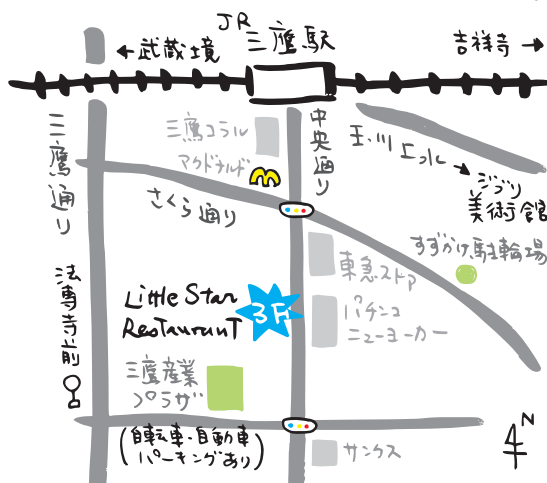 JR
三鷹駅
←武蔵境
吉祥寺→
三鷹コラル
マクドナルド
中央通り
玉川上水
ジブリ
美術館
三鷹通り
さくら通り
すずかけ駐輪場
東急ストア
法専寺前
Little Star
Restaurant
3F!
パチンコ
ニューヨーカー
三鷹産業
プラザ
(自転車・自動車
パーキングあり)
サンクス
N